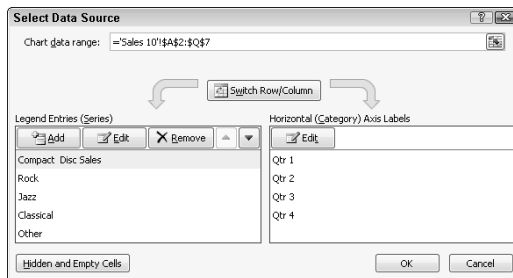 Select Data Source
Chart data range: ='Sales 10'!$A$2:$Q$7
Switch Row/Column
Legend Entries (Series)
Horizontal (Category) Axis Labels
Add Edit Remove
Edit
Compact Disc Sales
Qtr 1
Rock
Qtr 2
Jazz
Qtr 3
Classical
Qtr 4
Other
Hidden and Empty Cells
OK Cancel